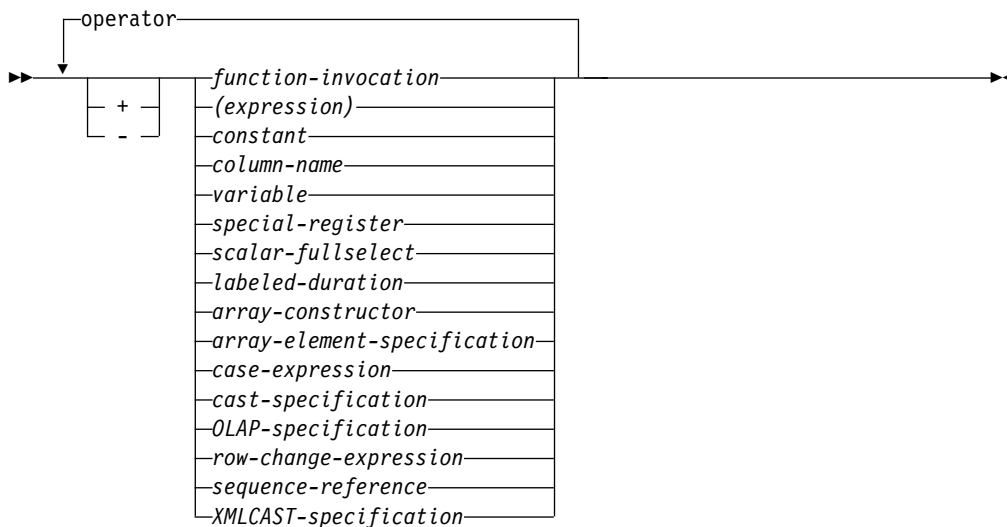 operator
function-invocation
+
(expression)
-
constant
column-name
variable
special-register
scalar-fullselect
labeled-duration
array-constructor
array-element-specification
case-expression
cast-specification
OLAP-specification
row-change-expression
sequence-reference
XMLCAST-specification